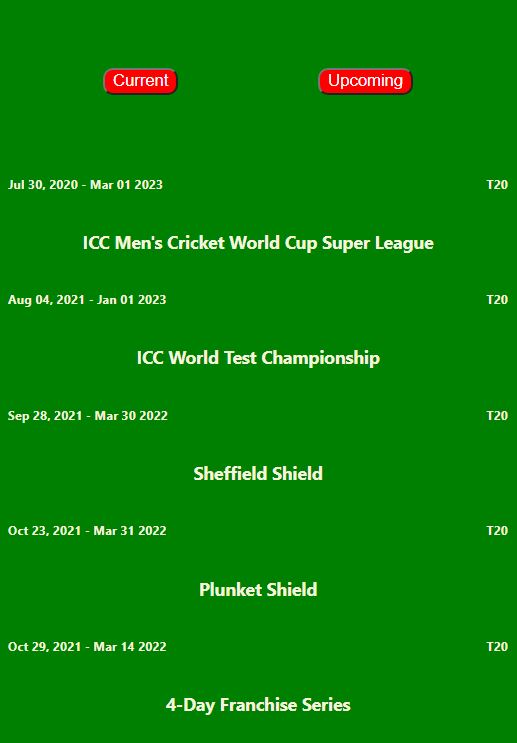 Current Upcoming
Jul 30, 2020 - Mar 01 2023 T20
ICC Men's Cricket World Cup Super League
Aug 04, 2021 - Jan 01 2023 T20
ICC World Test Championship
Sep 28, 2021 - Mar 30 2022 T20
Sheffield Shield
Oct 23, 2021 - Mar 31 2022 T20
Plunket Shield
Oct 29, 2021 - Mar 14 2022 T20
4-Day Franchise Series